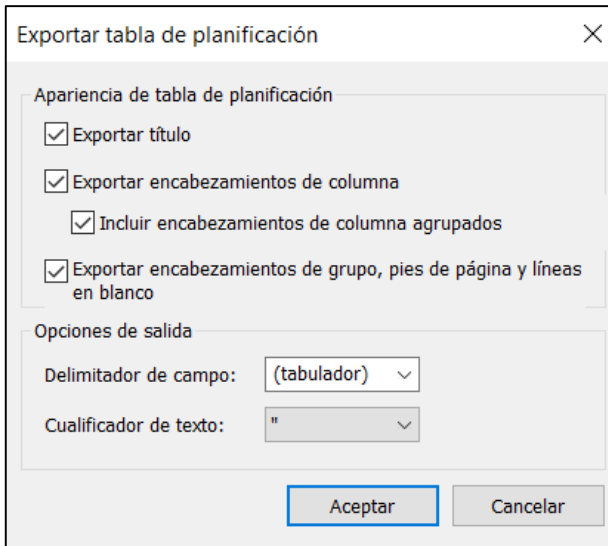 Exportar tabla de planificación
Apariencia de tabla de planificación
Exportar título
Exportar encabezamientos de columna
Incluir encabezamientos de columna agrupados
Exportar encabezamientos de grupo, pies de página y líneas
en blanco
Opciones de salida
Delimitador de campo: (tabulador)
Cualificador de texto: "
Aceptar Cancelar